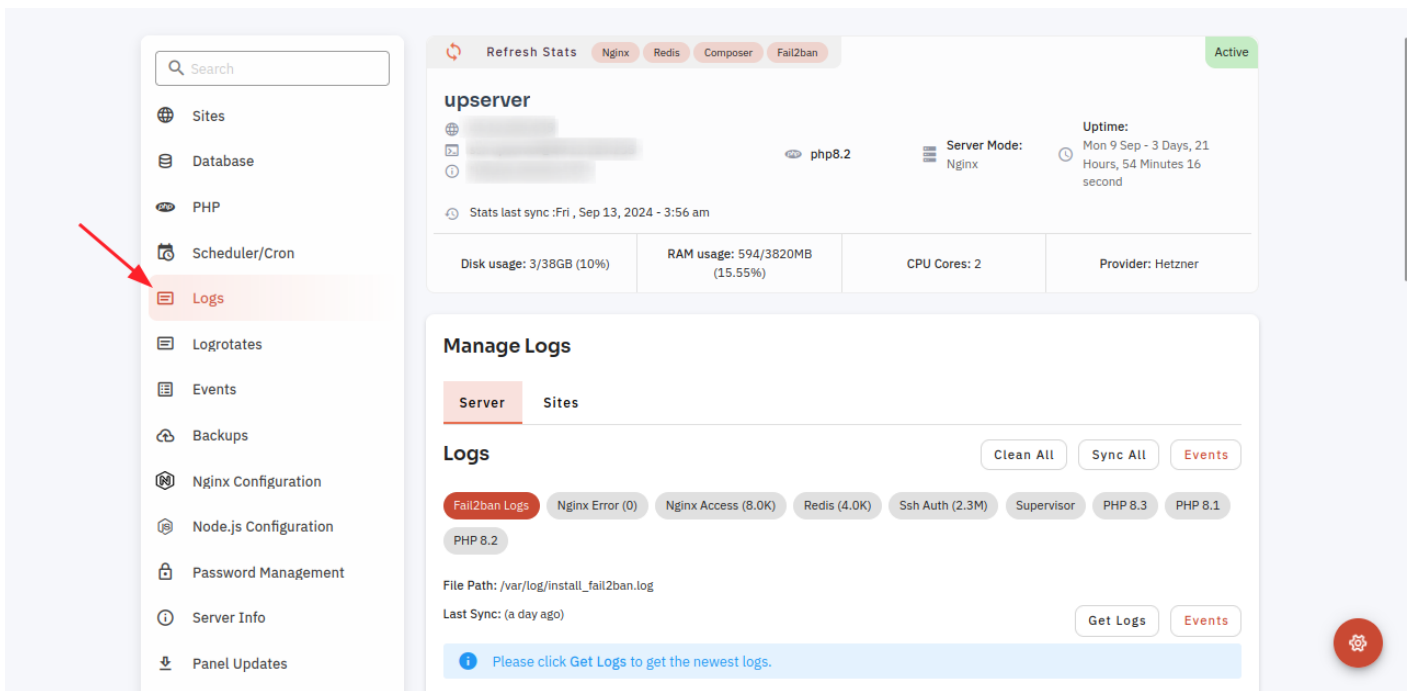 Search
Sites
Database
php PHP
Scheduler/Cron
Logs
Logrotates
Events
Backups
Nginx Configuration
Node.js Configuration
Password Management
Server Info
Panel Updates
Refresh Stats Nginx Redis Composer Fail2ban
Active
upserver
php php8.2
Server Mode:
Nginx
Uptime:
Mon 9 Sep - 3 Days, 21
Hours, 54 Minutes 16
second
Stats last sync :Fri , Sep 13, 2024 - 3:56 am
Disk usage: 3/38GB (10%)
RAM usage: 594/3820MB
(15.55%)
CPU Cores: 2
Provider: Hetzner
Manage Logs
Server Sites
Logs
Clean All Sync All Events
Fail2ban Logs Nginx Error (0) Nginx Access (8.0K) Redis (4.0K) Ssh Auth (2.3M) Supervisor PHP 8.3 PHP 8.1
PHP 8.2
File Path: /var/log/install_fail2ban.log
Last Sync: (a day ago)
Get Logs Events
Please click Get Logs to get the newest logs.